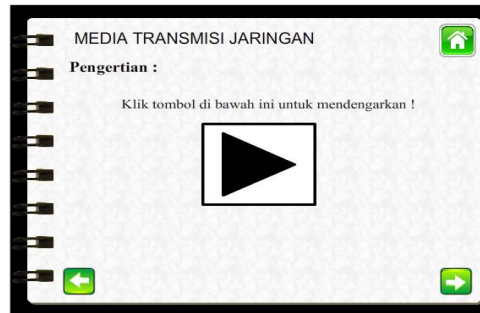 MEDIA TRANSMISI JARINGAN
Pengertian :
Klik tombol di bawah ini untuk mendengarkan !